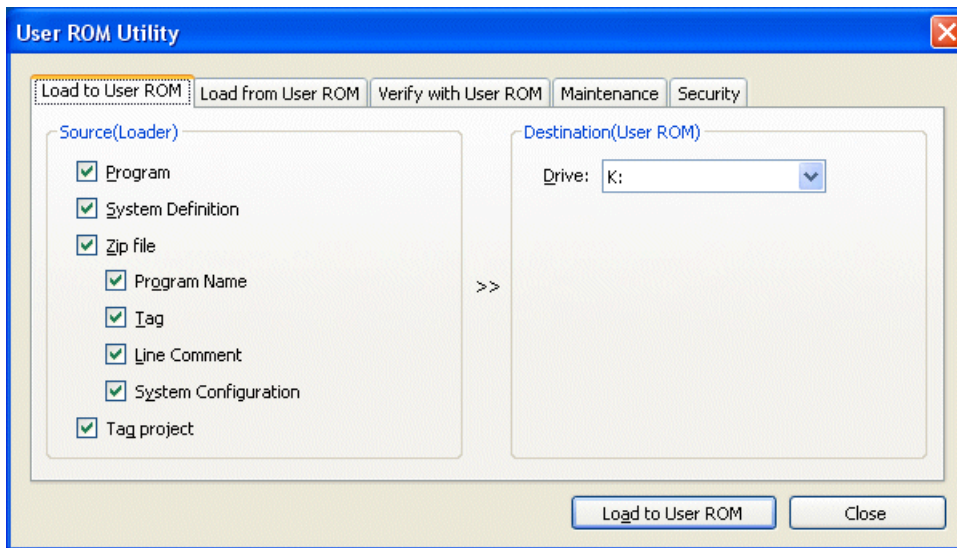 User ROM Utility
Load to User ROM
Load from User ROM
Verify with User ROM
Maintenance
Security
Source(Loader)
Program
System Definition
Zip file
Program Name
Tag
Line Comment
System Configuration
Tag project
>>
Destination(User ROM)
Drive: K:
Load to User ROM
Close